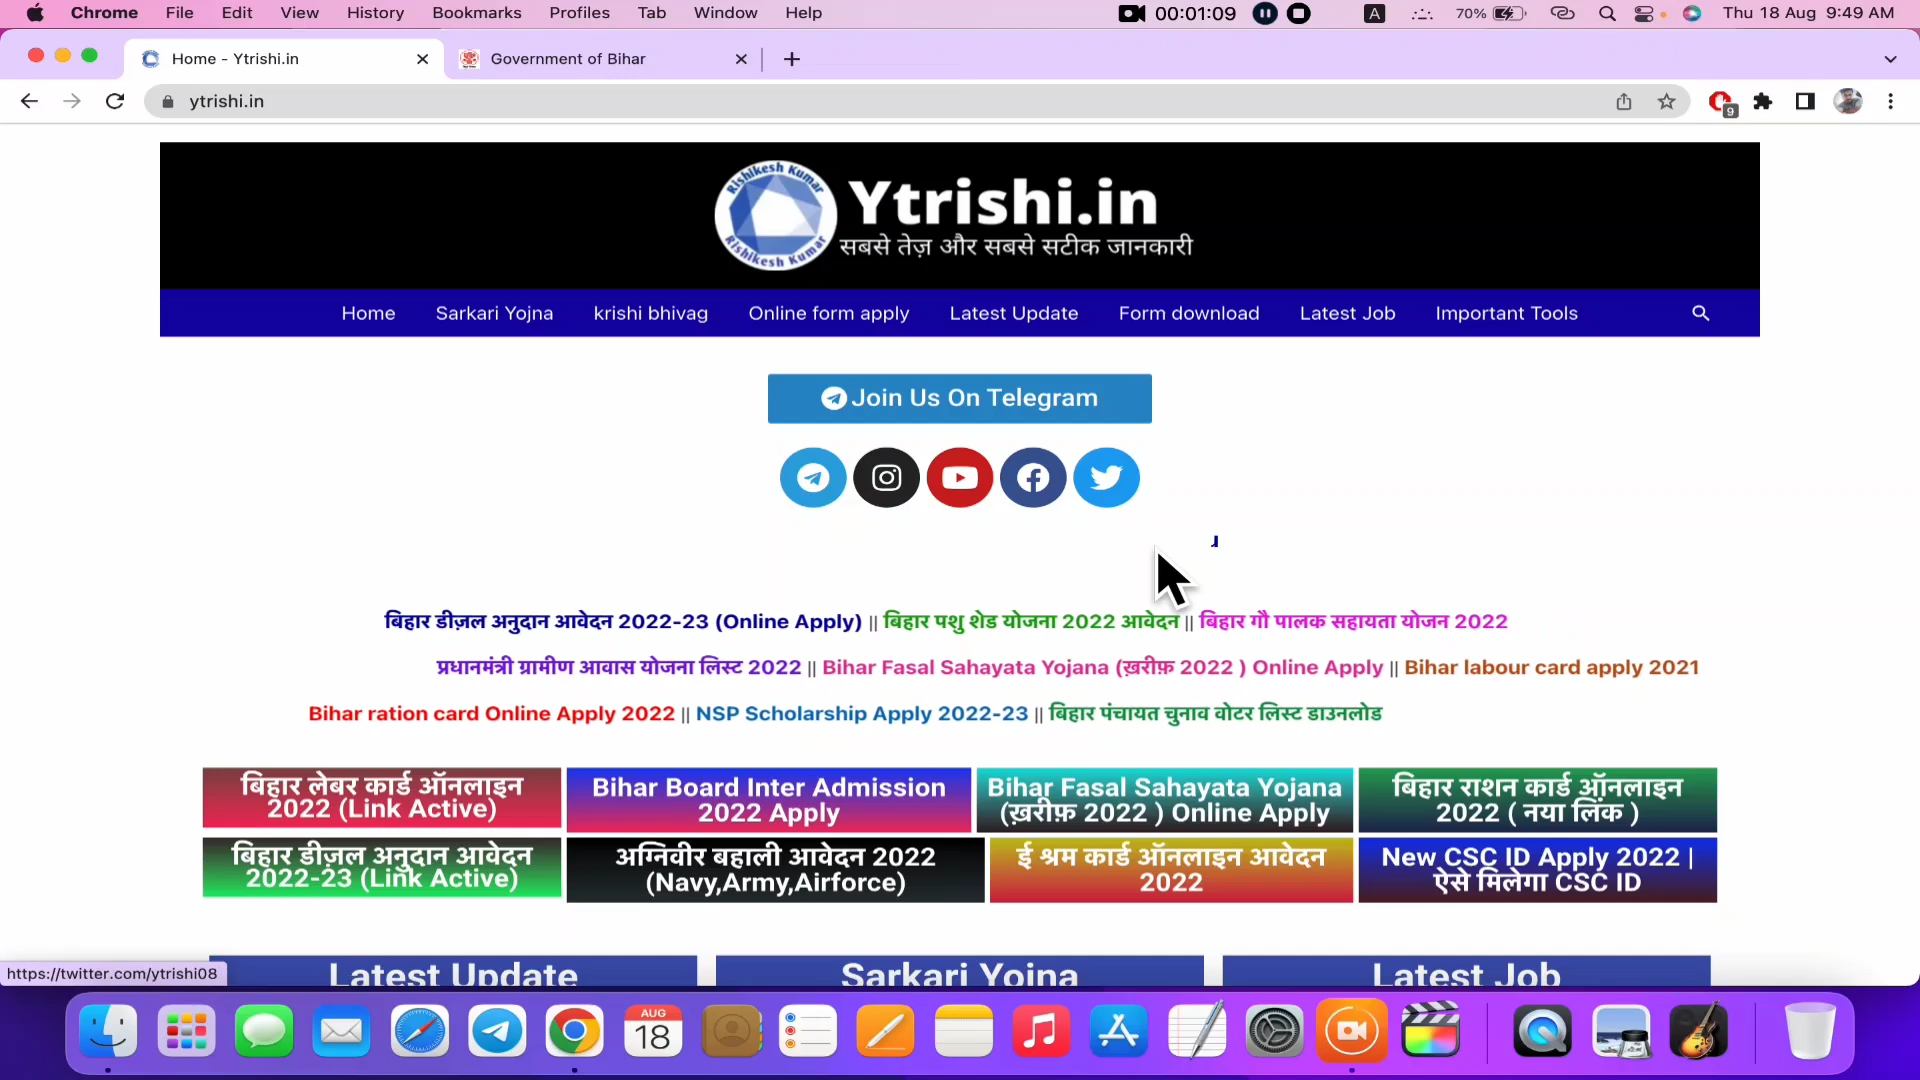 Chrome File Edit View History Bookmarks Profiles Tab Window Help 00:01:09 A 70% Thu 18 Aug 9:49 AM
Home - Ytrishi.in Government of Bihar
ytrishi.in 9
Rishikesh Kumar
Ytrishi.in
सबसे तेज़ और सबसे सटीक जानकारी
Rishikesh Kumar
Home Sarkari Yojna krishi bhivag Online form apply Latest Update Form download Latest Job Important Tools
Join Us On Telegram
बिहार डीज़ल अनुदान आवेदन 2022-23 (Online Apply) || बिहार पशु शेड योजना 2022 आवेदन || बिहार गौ पालक सहायता योजन 2022
प्रधानमंत्री ग्रामीण आवास योजना लिस्ट 2022 || Bihar Fasal Sahayata Yojana (ख़रीफ़ 2022 ) Online Apply || Bihar labour card apply 2021
Bihar ration card Online Apply 2022 || NSP Scholarship Apply 2022-23 || बिहार पंचायत चुनाव वोटर लिस्ट डाउनलोड
बिहार लेबर कार्ड ऑनलाइन
2022 (Link Active)
Bihar Board Inter Admission
2022 Apply
Bihar Fasal Sahayata Yojana
(ख़रीफ़ 2022 ) Online Apply
बिहार राशन कार्ड ऑनलाइन
2022 ( नया लिंक )
बिहार डीज़ल अनुदान आवेदन
2022-23 (Link Active)
अग्निवीर बहाली आवेदन 2022
(Navy,Army,Airforce)
ई श्रम कार्ड ऑनलाइन आवेदन
2022
New CSC ID Apply 2022 |
ऐसे मिलेगा CSC ID
https://twitter.com/ytrishi08
Latest Update Sarkari Yojna Latest Job
AUG
18